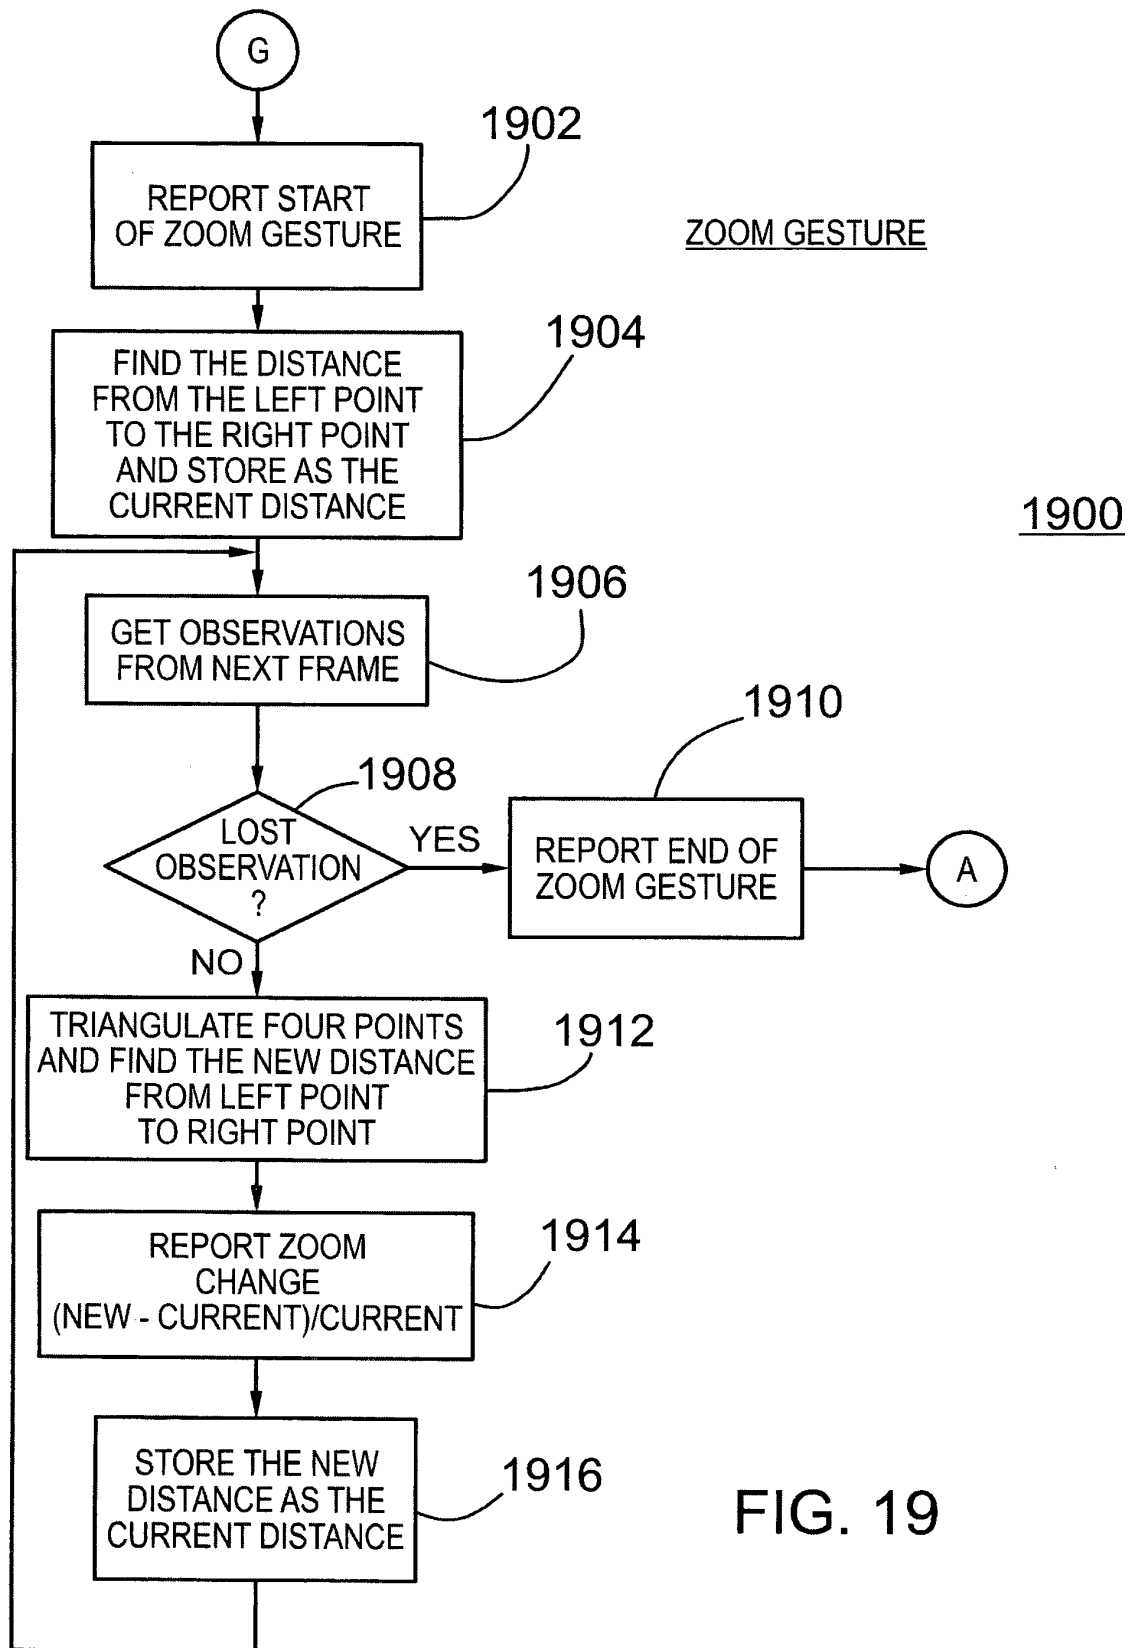 G
1902
REPORT START
OF ZOOM GESTURE
ZOOM GESTURE
1904
FIND THE DISTANCE
FROM THE LEFT POINT
TO THE RIGHT POINT
AND STORE AS THE
CURRENT DISTANCE
1900
1906
GET OBSERVATIONS
FROM NEXT FRAME
1910
1908
LOST
OBSERVATION
?
YES
REPORT END OF
ZOOM GESTURE
A
NO
1912
TRIANGULATE FOUR POINTS
AND FIND THE NEW DISTANCE
FROM LEFT POINT
TO RIGHT POINT
1914
REPORT ZOOM
CHANGE
(NEW - CURRENT)/CURRENT
1916
STORE THE NEW
DISTANCE AS THE
CURRENT DISTANCE
FIG. 19